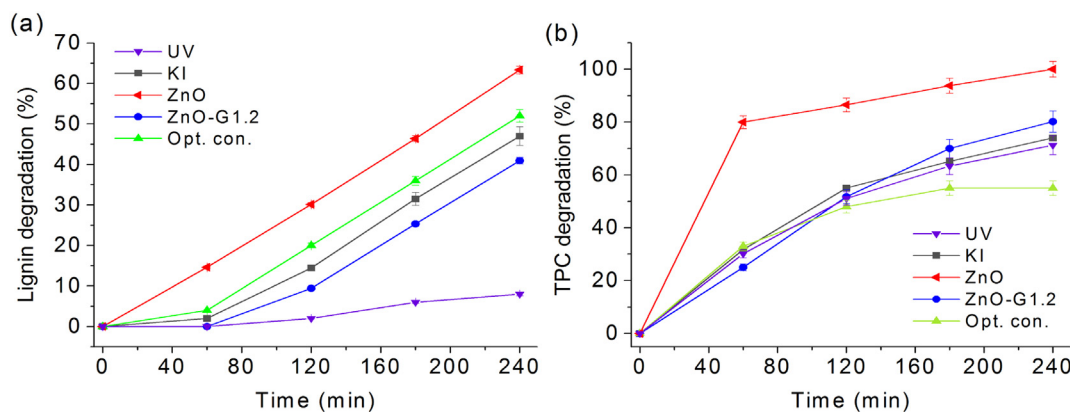 (a)
70
60
50
40
30
20
10
0
Lignin degradation (%)
UV
KI
ZnO
ZnO-G1.2
Opt. con.
0 40 80 120 160 200 240
Time (min)
(b)
100
80
60
40
20
0
TPC degradation (%)
UV
KI
ZnO
ZnO-G1.2
Opt. con.
0 40 80 120 160 200 240
Time (min)